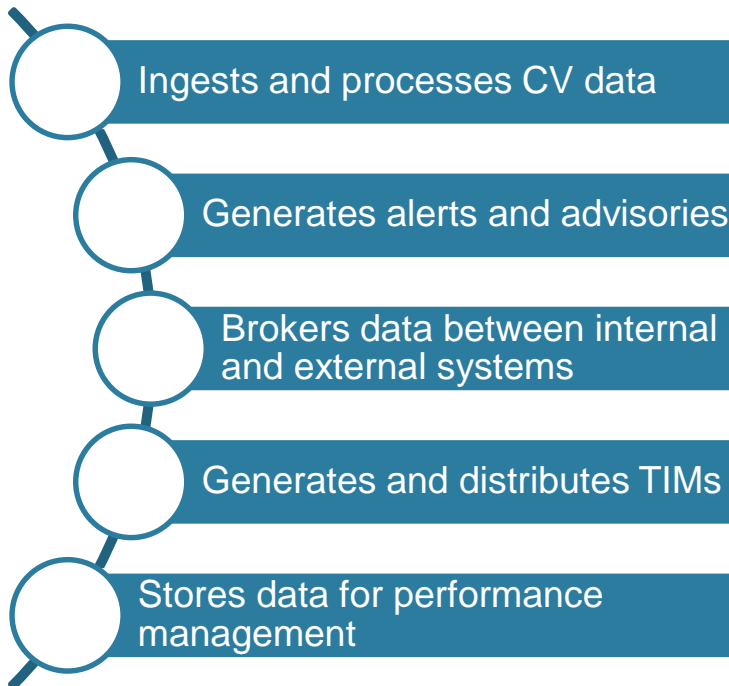 Ingests and processes CV data
Generates alerts and advisories
Brokers data between internal
and external systems
Generates and distributes TIMs
Stores data for performance
management